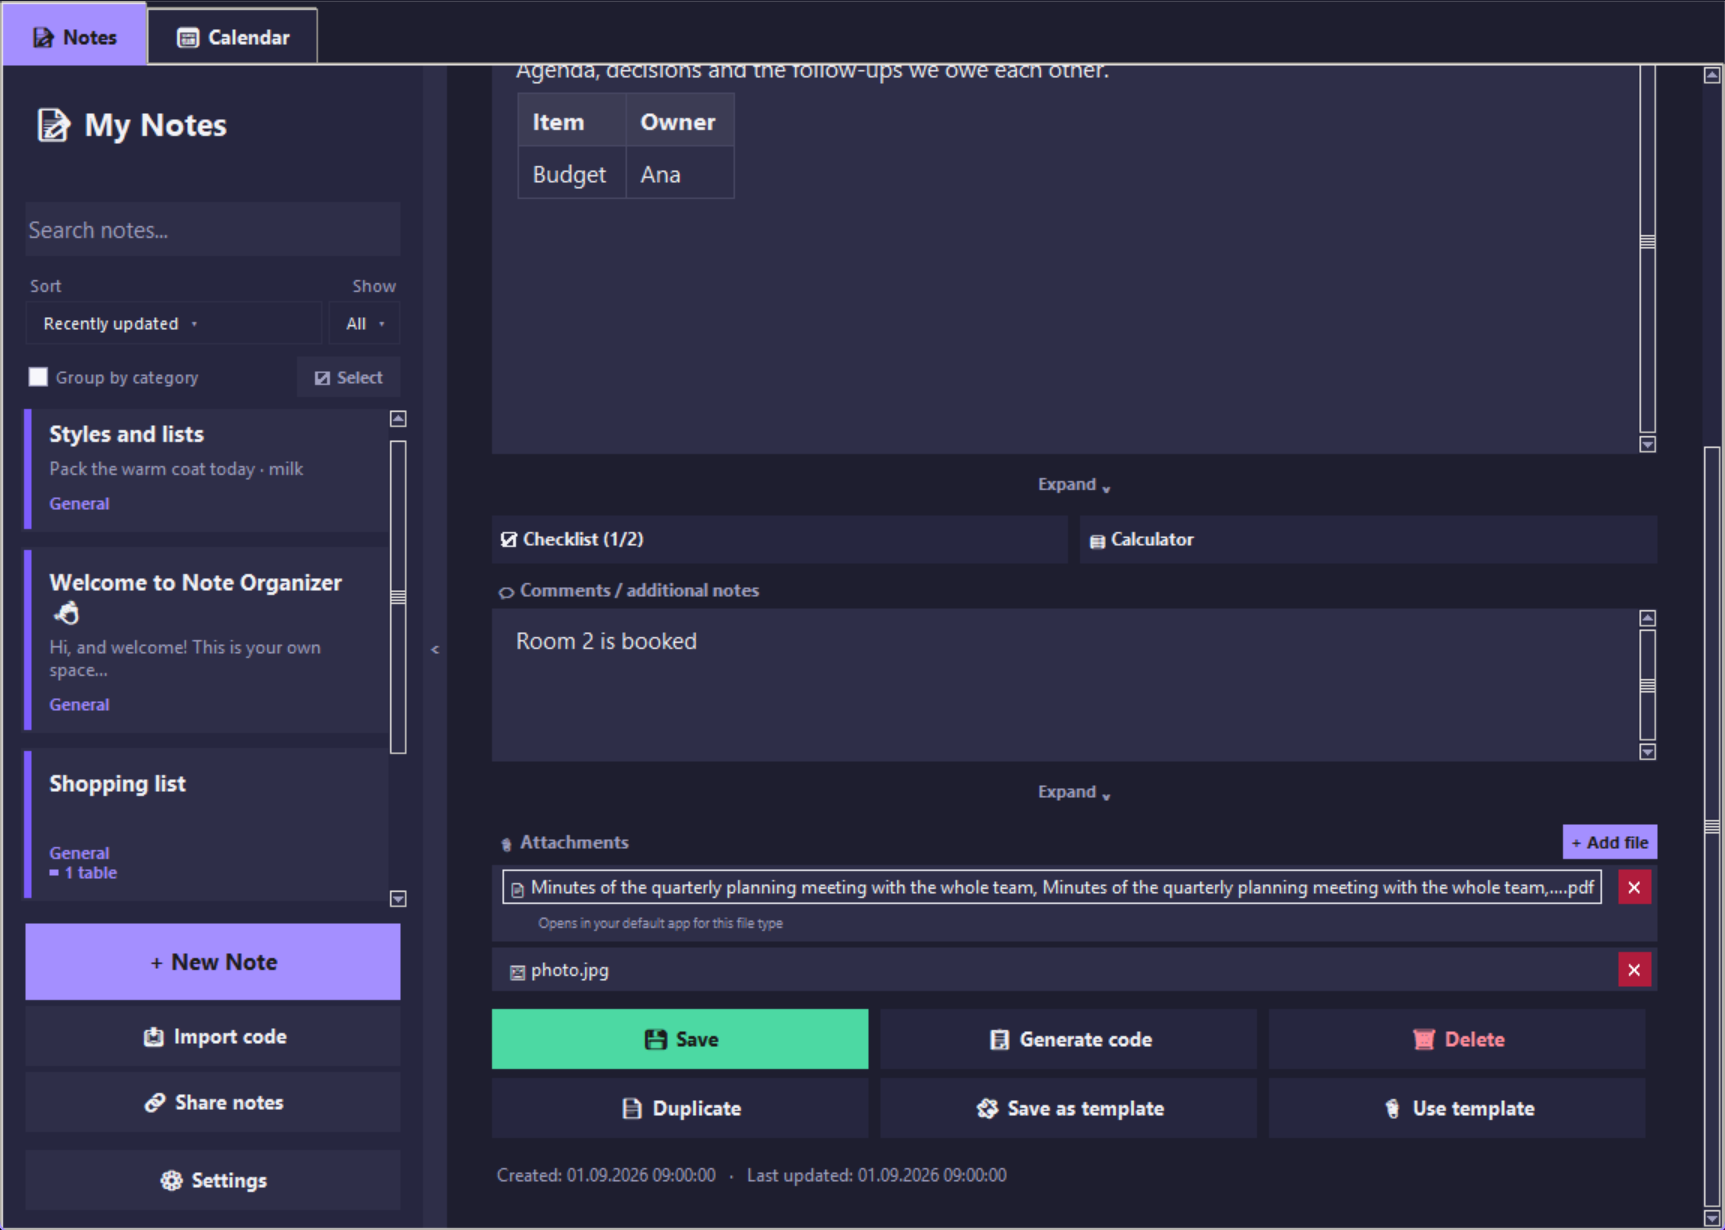 Notes
Calendar
My Notes
Search notes...
Sort
Show
Recently updated
All
Group by category
Select
Styles and lists
Pack the warm coat today · milk
General
Welcome to Note Organizer
Hi, and welcome! This is your own
space...
General
Shopping list
General
1 table
+ New Note
Import code
Share notes
Settings
<
Agenda, decisions and the follow-ups we owe each other.
Item Owner
Budget Ana
Expand
Checklist (1/2)
Calculator
Comments / additional notes
Room 2 is booked
Expand
Attachments
+ Add file
Minutes of the quarterly planning meeting with the whole team, Minutes of the quarterly planning meeting with the whole team,....pdf
Opens in your default app for this file type
photo.jpg
Save
Generate code
Delete
Duplicate
Save as template
Use template
Created: 01.09.2026 09:00:00 · Last updated: 01.09.2026 09:00:00